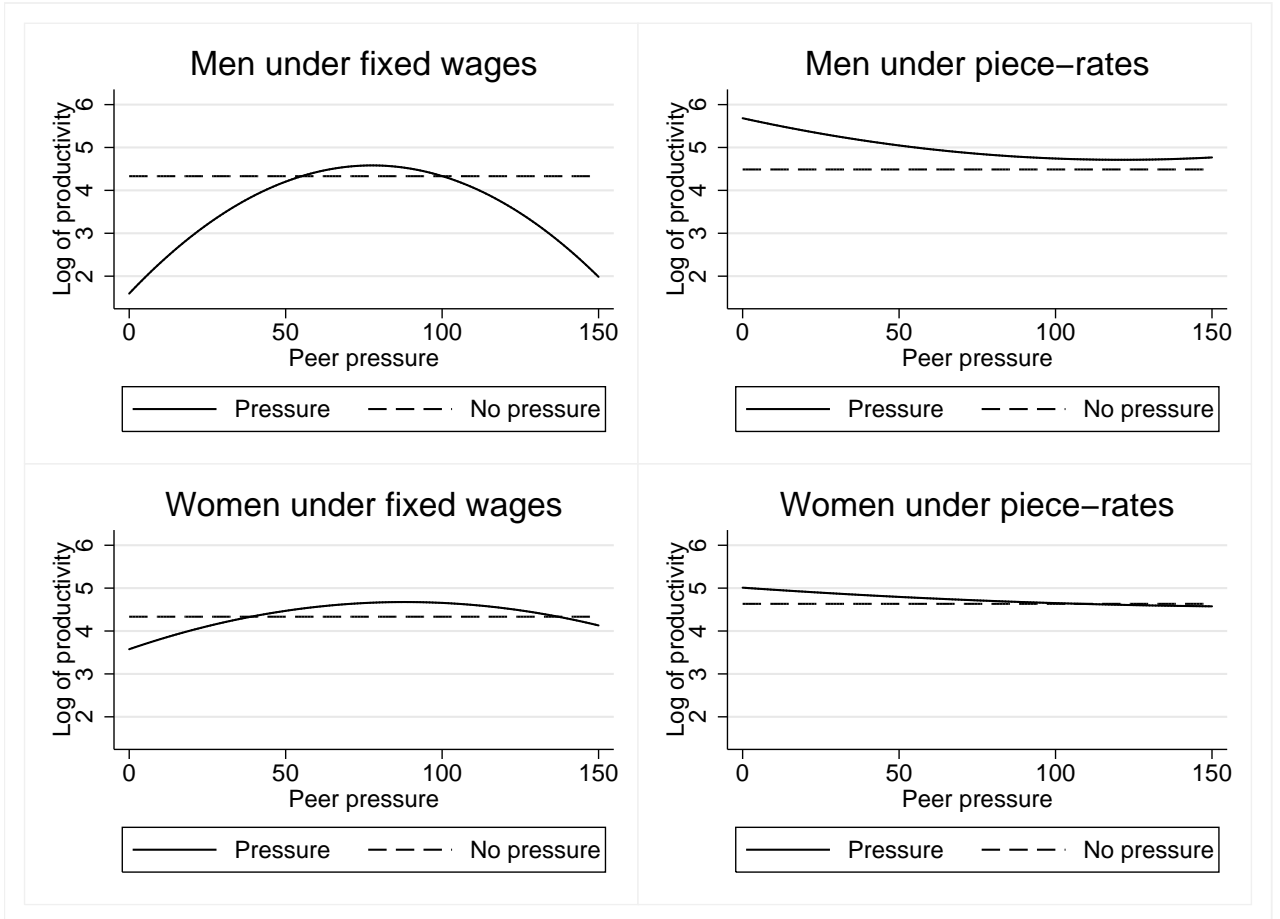 Men under fixed wages
Log of productivity
6
5
4
3
2
0 50 100 150
Peer pressure
Pressure No pressure
Men under piece−rates
Log of productivity
6
5
4
3
2
0 50 100 150
Peer pressure
Pressure No pressure
Women under fixed wages
Log of productivity
6
5
4
3
2
0 50 100 150
Peer pressure
Pressure No pressure
Women under piece−rates
Log of productivity
6
5
4
3
2
0 50 100 150
Peer pressure
Pressure No pressure